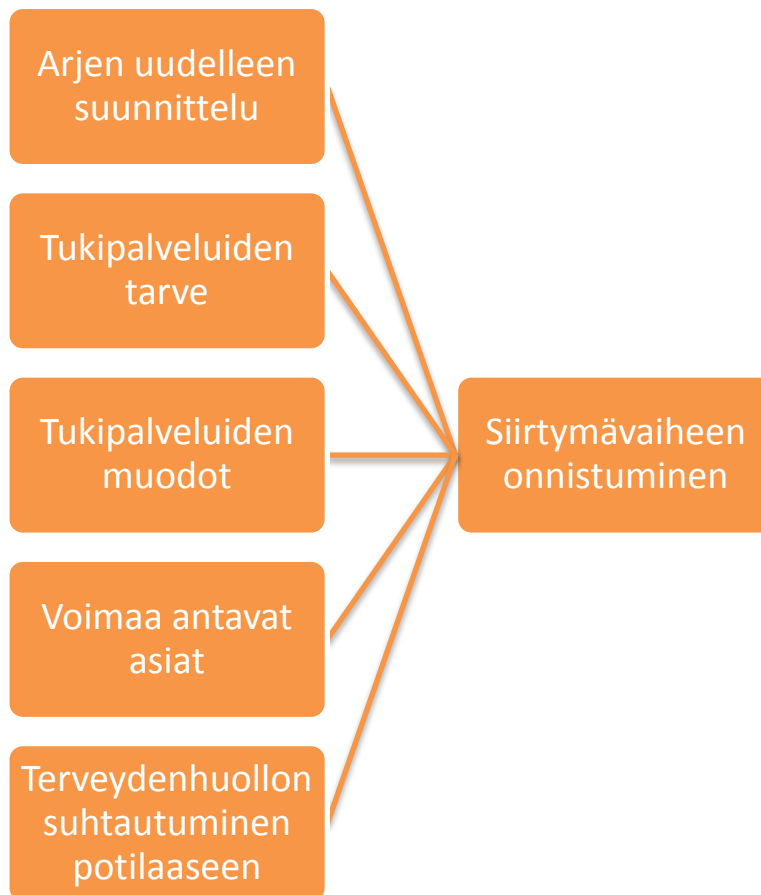 Arjen uudelleen
suunnittelu
Tukipalveluiden
tarve
Tukipalveluiden
muodot
Siirtymävaiheen
onnistuminen
Voimaa antavat
asiat
Terveydenhuollon
suhtautuminen
potilaaseen